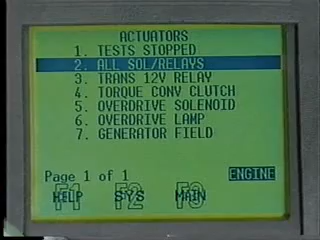 ACTUATORS
1. TESTS STOPPED
2. ALL SOL/RELAYS
3. TRANS 12V RELAY
4. TORQUE CONV CLUTCH
5. OVERDRIVE SOLENOID
6. OVERDRIVE LAMP
7. GENERATOR FIELD
Page 1 of 1 ENGINE
F1 F2 F3
HELP SYS MAIN